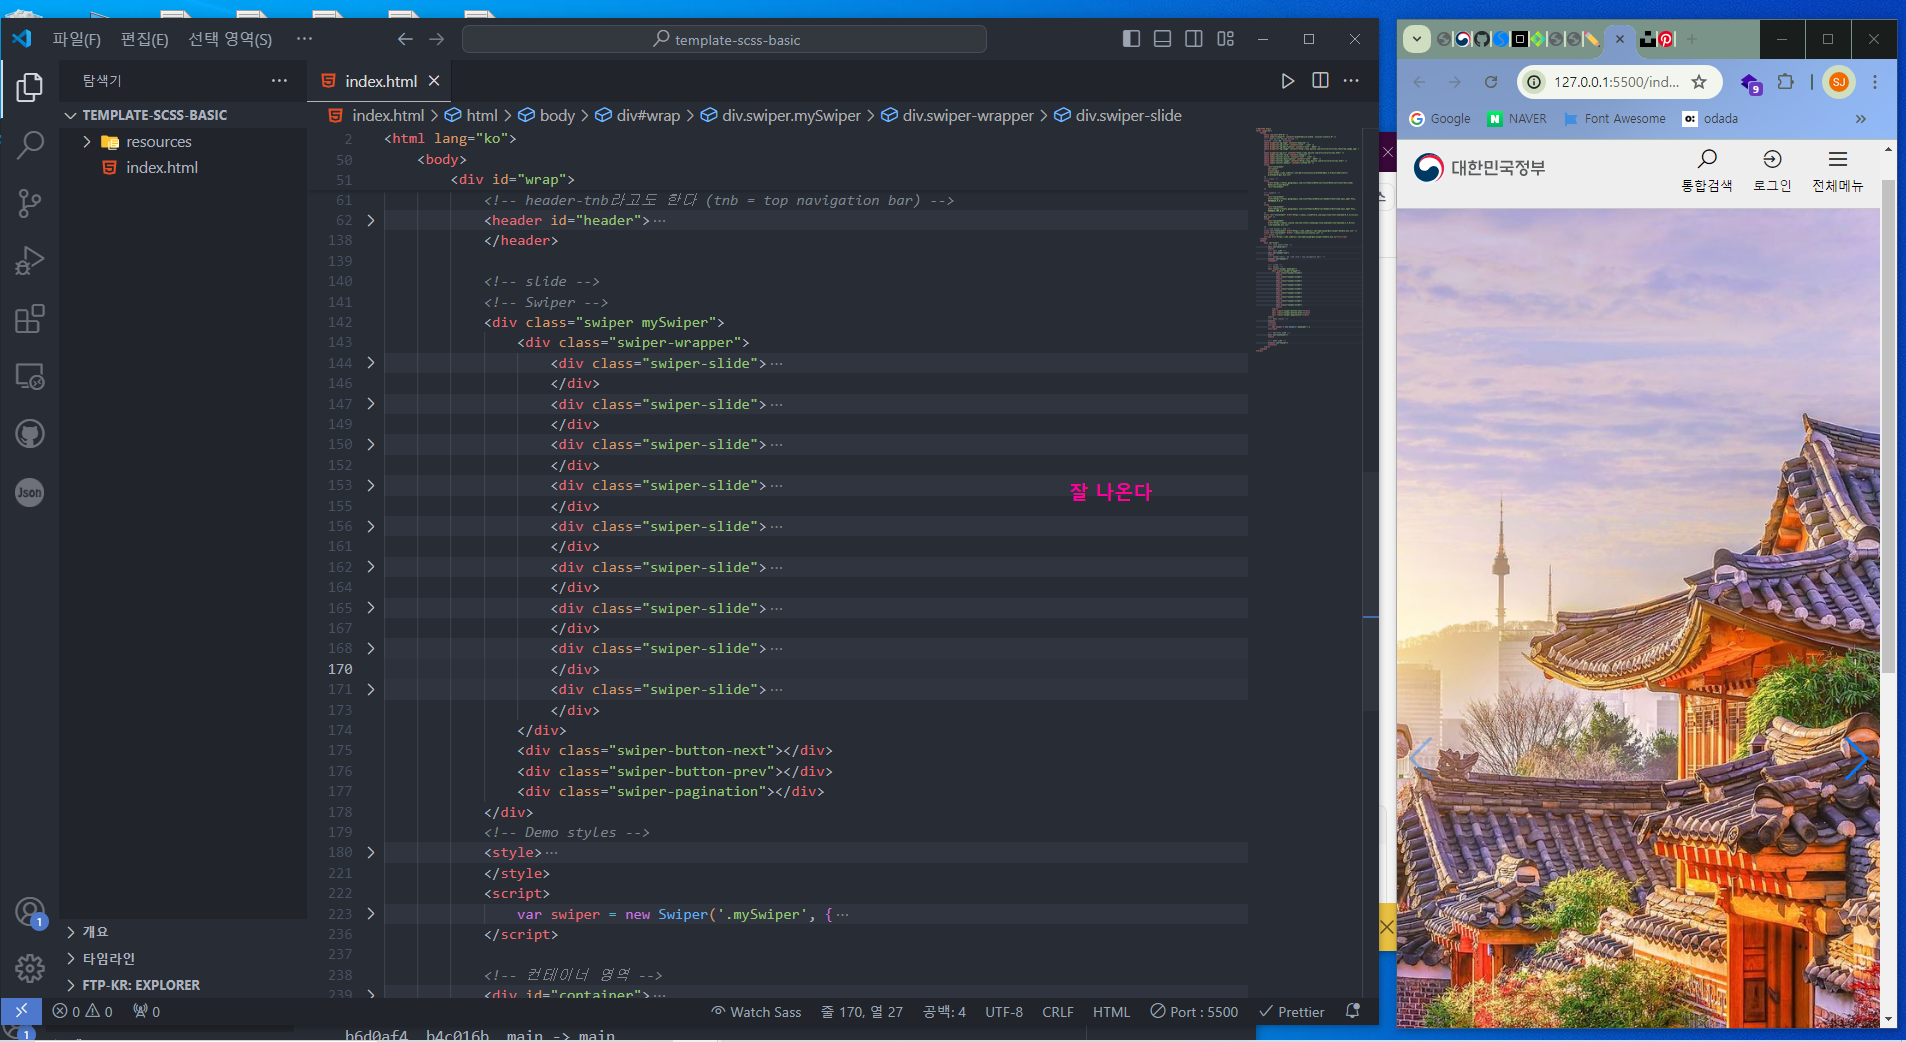 파일(F) 편집(E) 선택 영역(S) ··· template-scss-basic
탐색기 ···
TEMPLATE-SCSS-BASIC
resources
index.html
개요
타임라인
FTP-KR: EXPLORER
Json
1
index.html
index.html > html > body > div#wrap > div.swiper.mySwiper > div.swiper-wrapper > div.swiper-slide
2 <html lang="ko">
50 <body>
51 <div id="wrap">
61 <!-- header-tnb라고도 한다 (tnb = top navigation bar) -->
62 <header id="header">···
138 </header>
139
140 <!-- slide -->
141 <!-- Swiper -->
142 <div class="swiper mySwiper">
143 <div class="swiper-wrapper">
144 <div class="swiper-slide">···
146 </div>
147 <div class="swiper-slide">···
149 </div>
150 <div class="swiper-slide">···
152 </div>
153 <div class="swiper-slide">···
155 </div>
156 <div class="swiper-slide">···
161 </div>
162 <div class="swiper-slide">···
164 </div>
165 <div class="swiper-slide">···
167 </div>
168 <div class="swiper-slide">···
170 </div>
171 <div class="swiper-slide">···
173 </div>
174 </div>
175 <div class="swiper-button-next"></div>
176 <div class="swiper-button-prev"></div>
177 <div class="swiper-pagination"></div>
178 </div>
179 <!-- Demo styles -->
180 <style>···
221 </style>
222 <script>
223 var swiper = new Swiper('.mySwiper', {···
236 </script>
237
238 <!-- 컨테이너 영역 -->
239 <div id="container">···
잘 나온다
0 0 0 Watch Sass 줄 170, 열 27 공백: 4 UTF-8 CRLF HTML Port : 5500 Prettier
1
b6d0af4..b4c016b main -> main
127.0.0.1:5500/ind... 9 SJ
Google NAVER Font Awesome odada
대한민국정부
통합검색 로그인 전체메뉴